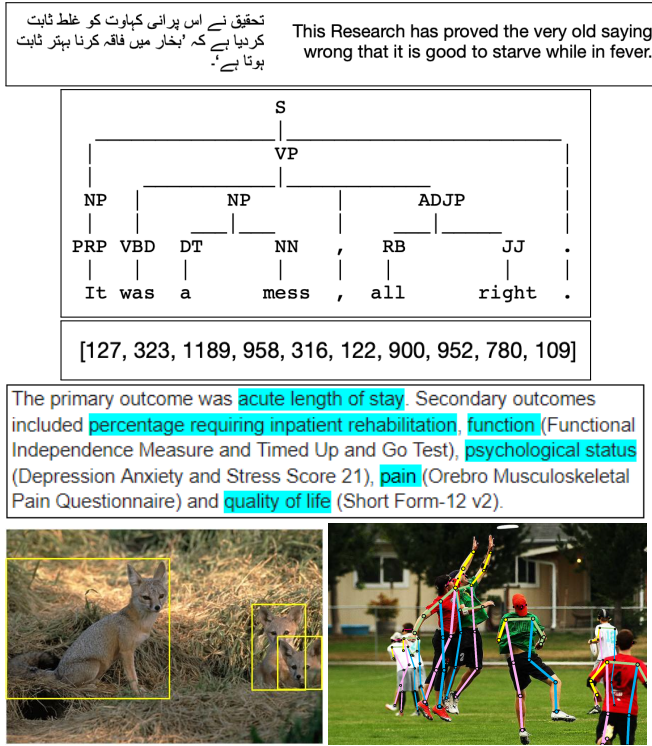 تحقیق نے اس پرانی کہاوت کو غلط ثابت
کردیا ہے کہ 'بخار میں فاقہ کرنا بہتر ثابت
ہوتا ہے'۔
This Research has proved the very old saying
wrong that it is good to starve while in fever.
S
VP
NP NP ADJP
PRP VBD DT NN , RB JJ .
It was a mess , all right .
[127, 323, 1189, 958, 316, 122, 900, 952, 780, 109]
The primary outcome was acute length of stay. Secondary outcomes
included percentage requiring inpatient rehabilitation, function (Functional
Independence Measure and Timed Up and Go Test), psychological status
(Depression Anxiety and Stress Score 21), pain (Orebro Musculoskeletal
Pain Questionnaire) and quality of life (Short Form-12 v2).